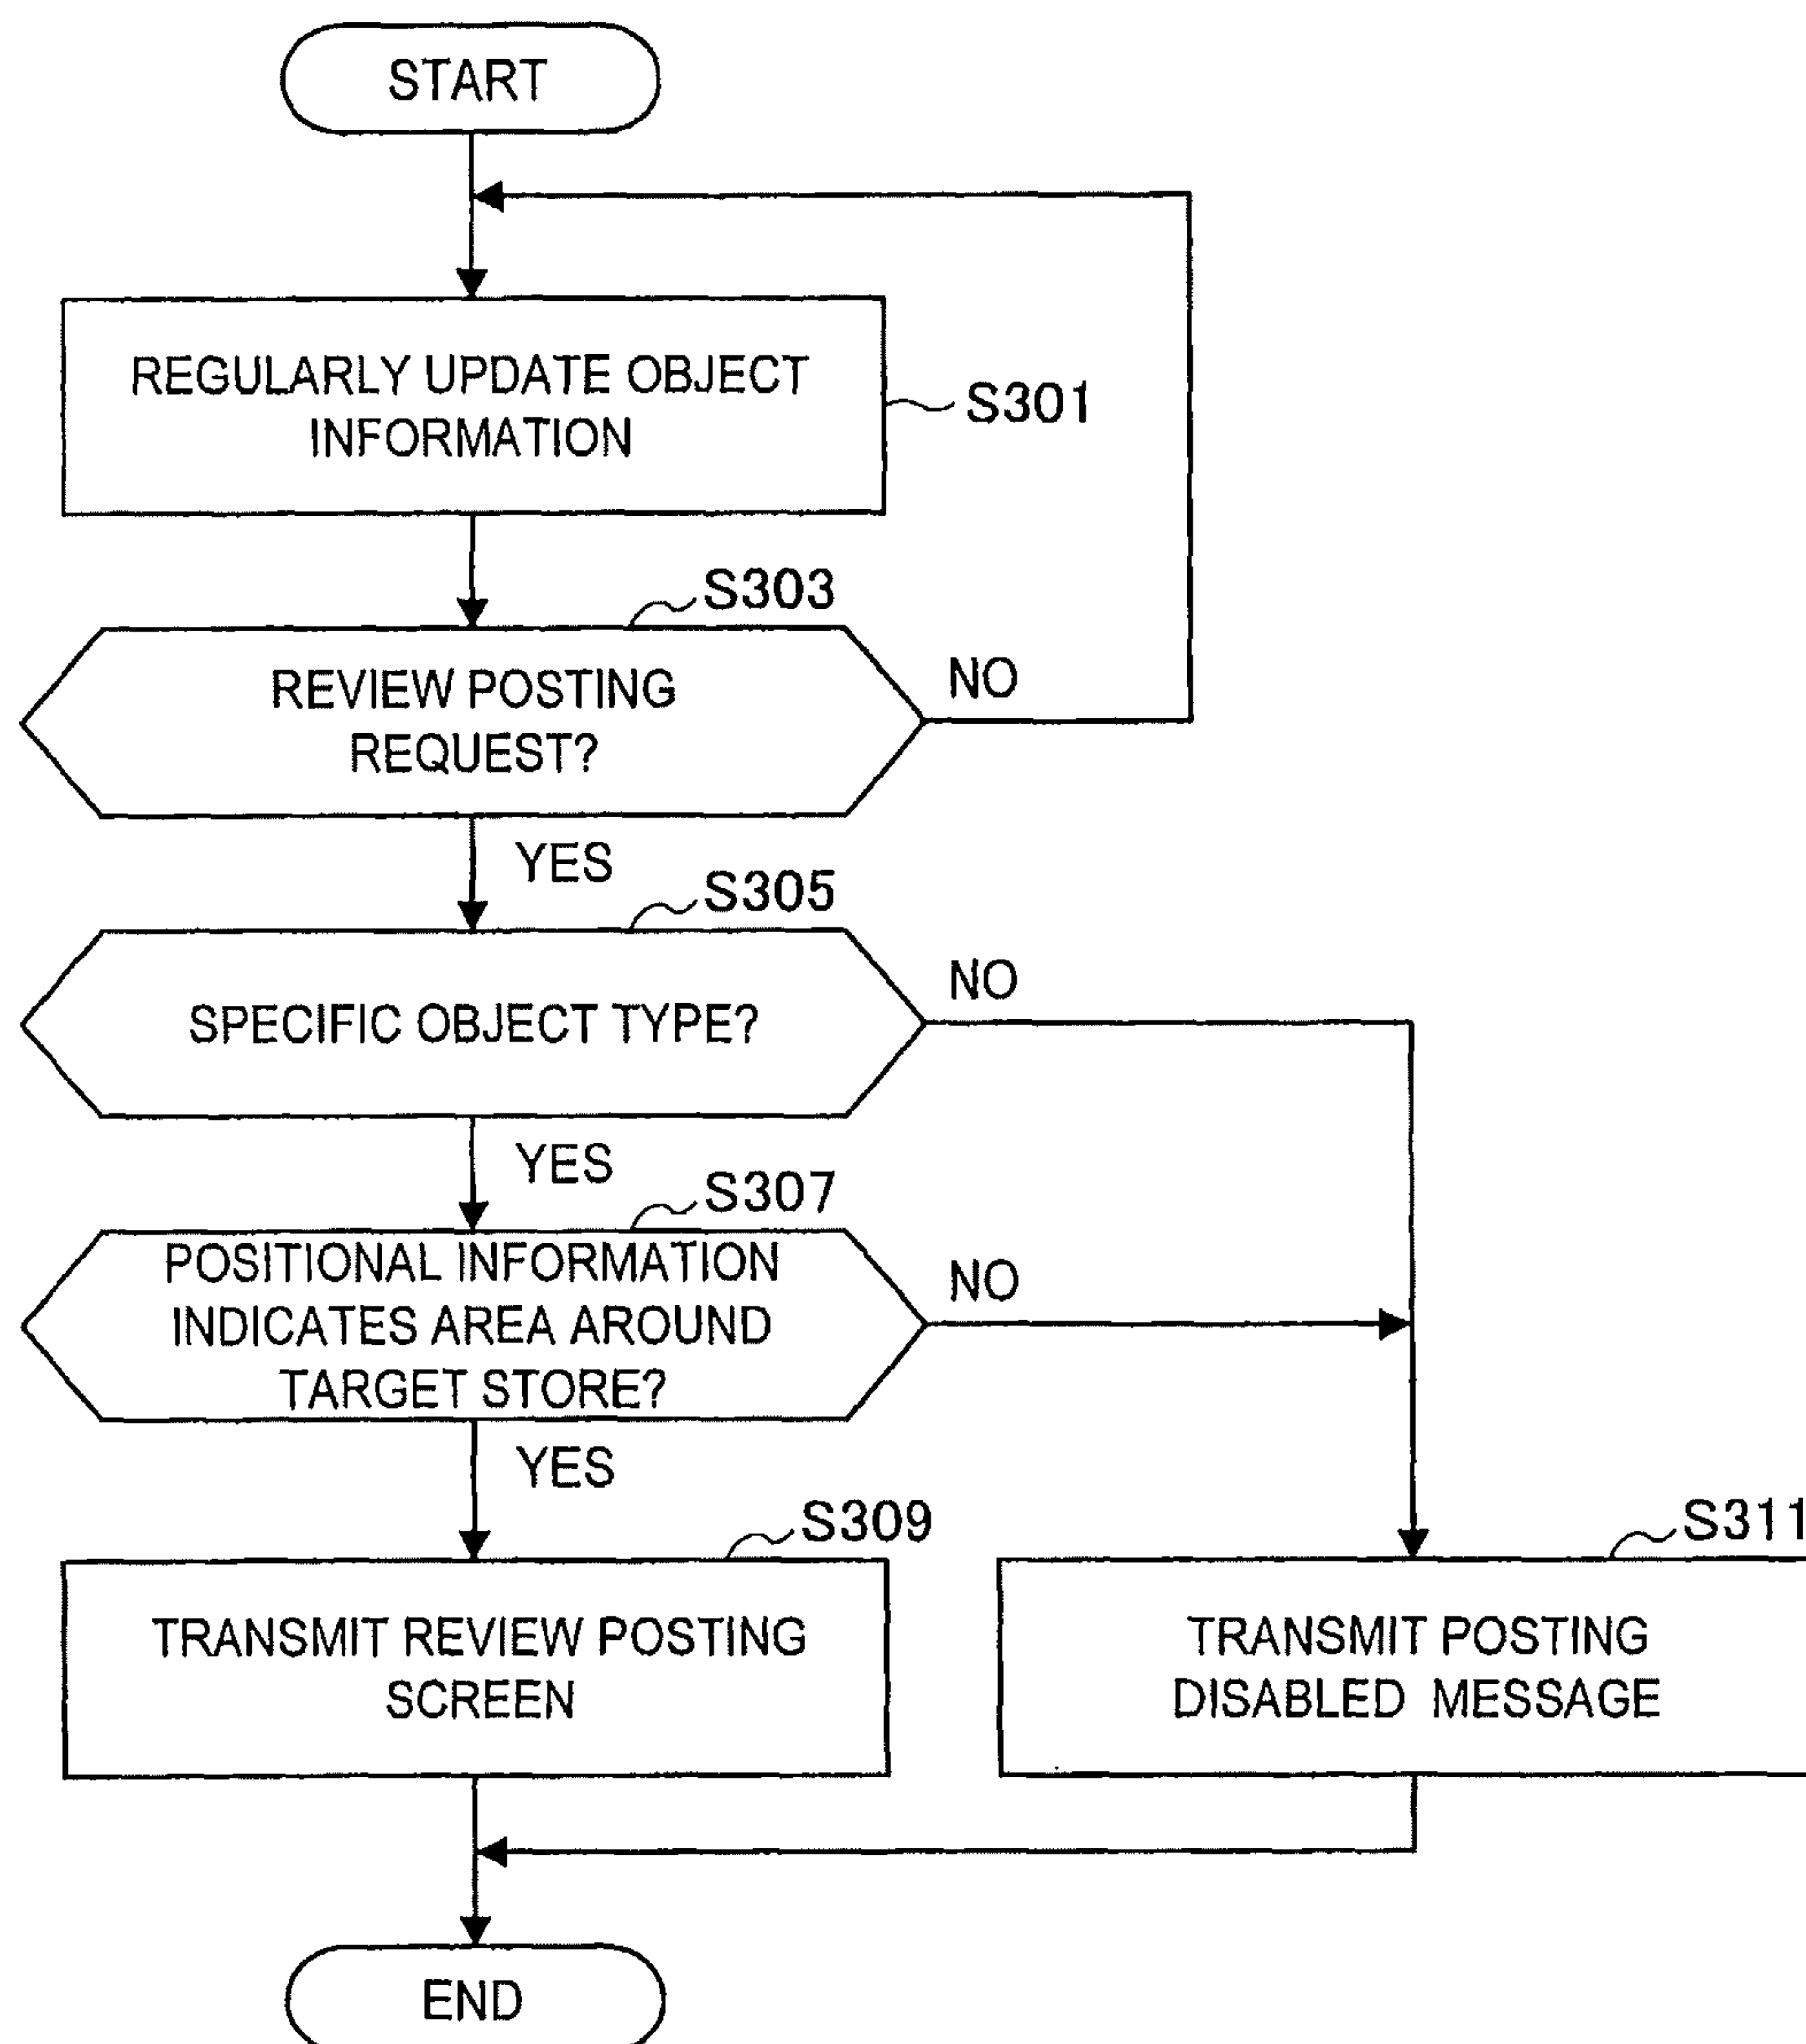 START
REGULARLY UPDATE OBJECT
INFORMATION
S301
S303
REVIEW POSTING
REQUEST?
NO
YES
S305
SPECIFIC OBJECT TYPE?
NO
YES
S307
POSITIONAL INFORMATION
INDICATES AREA AROUND
TARGET STORE?
NO
YES
S309
TRANSMIT REVIEW POSTING
SCREEN
S311
TRANSMIT POSTING
DISABLED MESSAGE
END